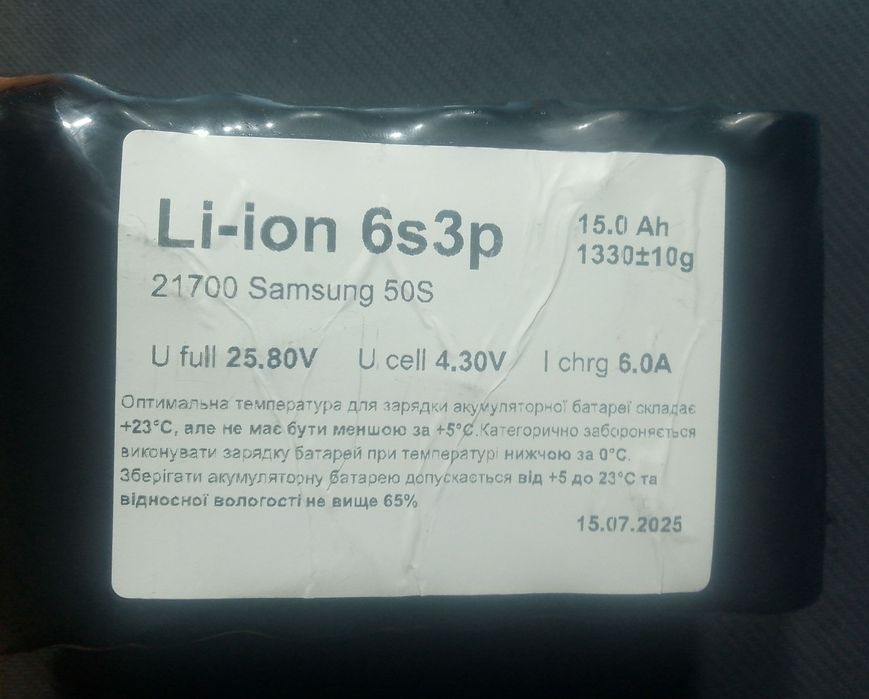 Li-ion 6s3p
15.0 Ah
1330±10g
21700 Samsung 50S
U full 25.80V U cell 4.30V I chrg 6.0A
Оптимальна температура для зарядки акумуляторної батареї складає
+23°C, але не має бути меншою за +5°C.Категорично забороняється
виконувати зарядку батарей при температурі нижчою за 0°C.
Зберігати акумуляторну батарею допускається від +5 до 23°C та
відносної вологості не вище 65%
15.07.2025